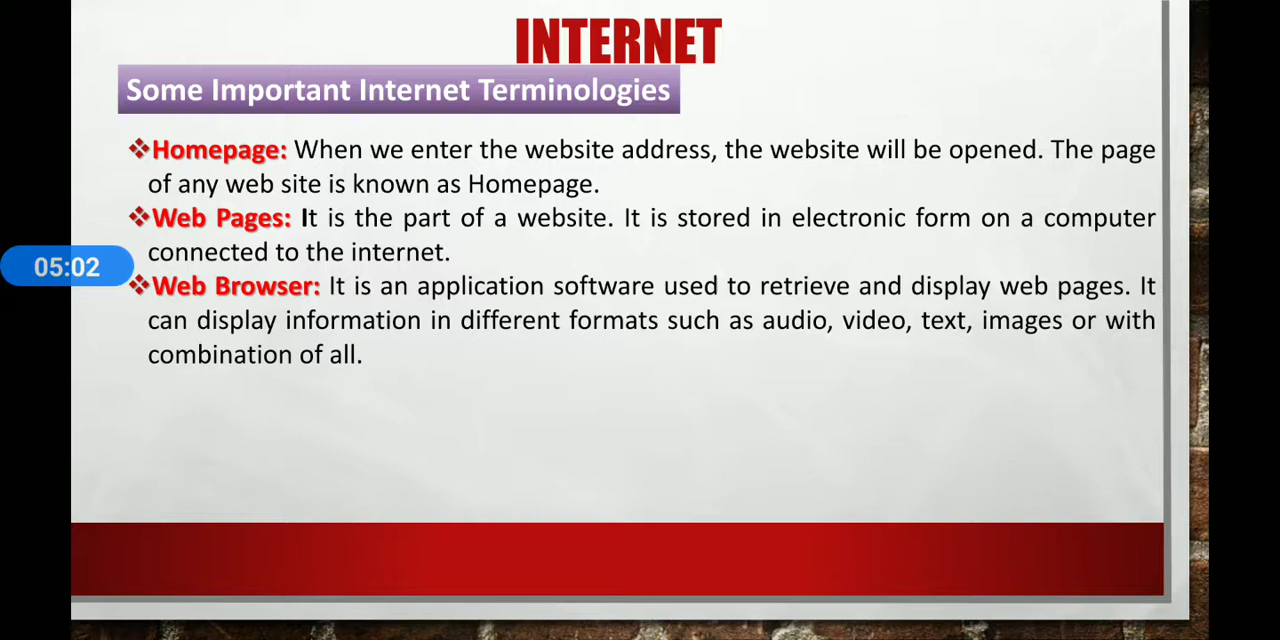 INTERNET
Some Important Internet Terminologies
❖Homepage: When we enter the website address, the website will be opened. The page
of any web site is known as Homepage.
❖Web Pages: It is the part of a website. It is stored in electronic form on a computer
connected to the internet.
05:02
❖Web Browser: It is an application software used to retrieve and display web pages. It
can display information in different formats such as audio, video, text, images or with
combination of all.